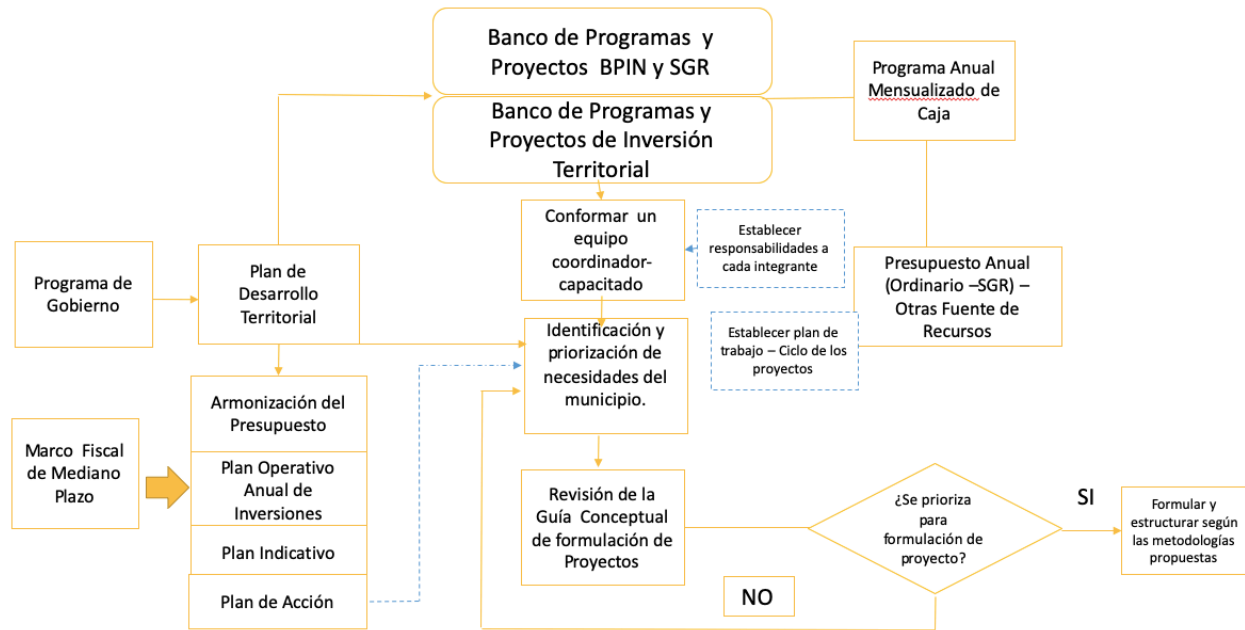 Banco de Programas y
Proyectos BPIN y SGR
Banco de Programas y
Proyectos de Inversión
Territorial
Programa Anual
Mensualizado de
Caja
Conformar un
equipo
coordinador-
capacitado
Establecer
responsabilidades a
cada integrante
Programa de
Gobierno
Plan de
Desarrollo
Territorial
Presupuesto Anual
(Ordinario –SGR) –
Otras Fuente de
Recursos
Identificación y
priorización de
necesidades del
municipio.
Establecer plan de
trabajo – Ciclo de los
proyectos
Armonización del
Presupuesto
Marco Fiscal
de Mediano
Plazo
Plan Operativo
Anual de
Inversiones
Plan Indicativo
Plan de Acción
Revisión de la
Guía Conceptual
de formulación de
Proyectos
¿Se prioriza
para
formulación de
proyecto?
SI
Formular y
estructurar según
las metodologías
propuestas
NO